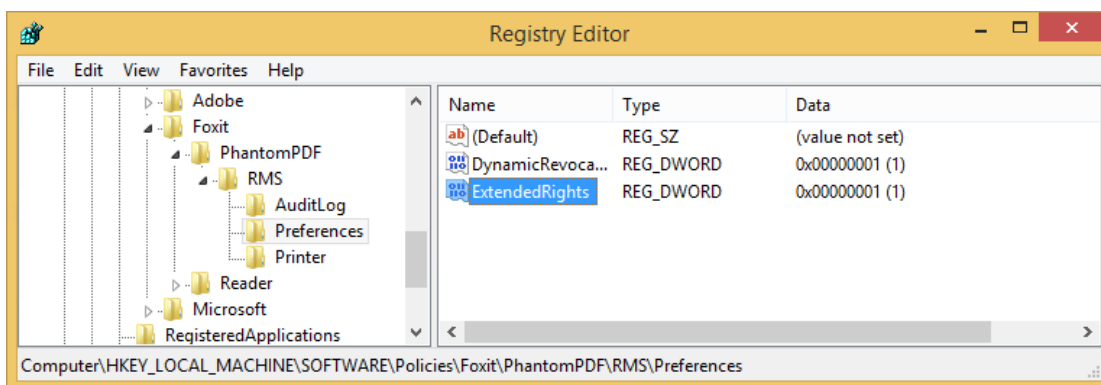 Registry Editor
File Edit View Favorites Help
Adobe
Foxit
PhantomPDF
RMS
AuditLog
Preferences
Printer
Reader
Microsoft
RegisteredApplications
Name Type Data
(Default) REG_SZ (value not set)
DynamicRevoca... REG_DWORD 0x00000001 (1)
ExtendedRights REG_DWORD 0x00000001 (1)
Computer\HKEY_LOCAL_MACHINE\SOFTWARE\Policies\Foxit\PhantomPDF\RMS\Preferences